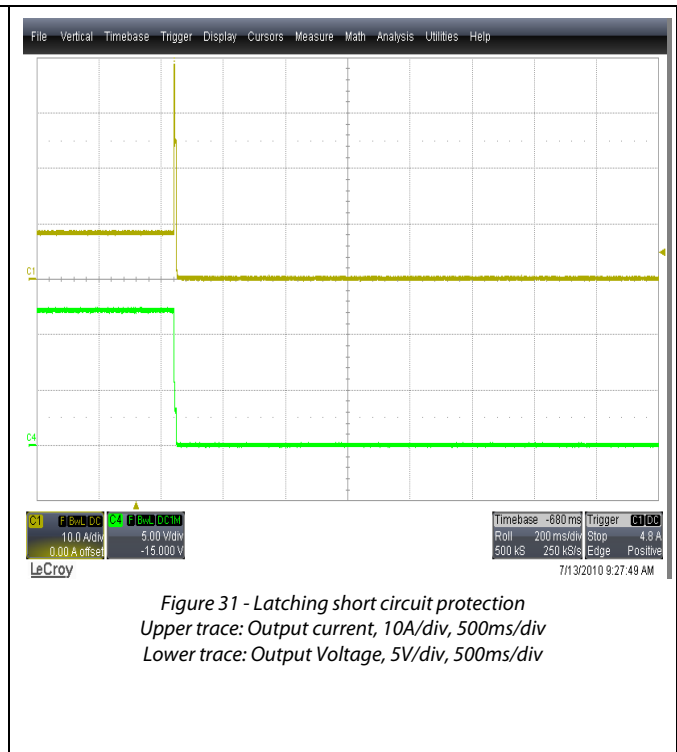 File Vertical Timebase Trigger Display Cursors Measure Math Analysis Utilities Help
C1
C4
C1 F BwL DC
10.0 A/div
0.00 A offset
C4 F BwL DC1M
5.00 V/div
-15.000 V
Timebase -680 ms
Roll 200 ms/div
500 kS 250 kS/s
Trigger C1 DC
Stop 4.8 A
Edge Positive
LeCroy
7/13/2010 9:27:49 AM
Figure 31 - Latching short circuit protection
Upper trace: Output current, 10A/div, 500ms/div
Lower trace: Output Voltage, 5V/div, 500ms/div